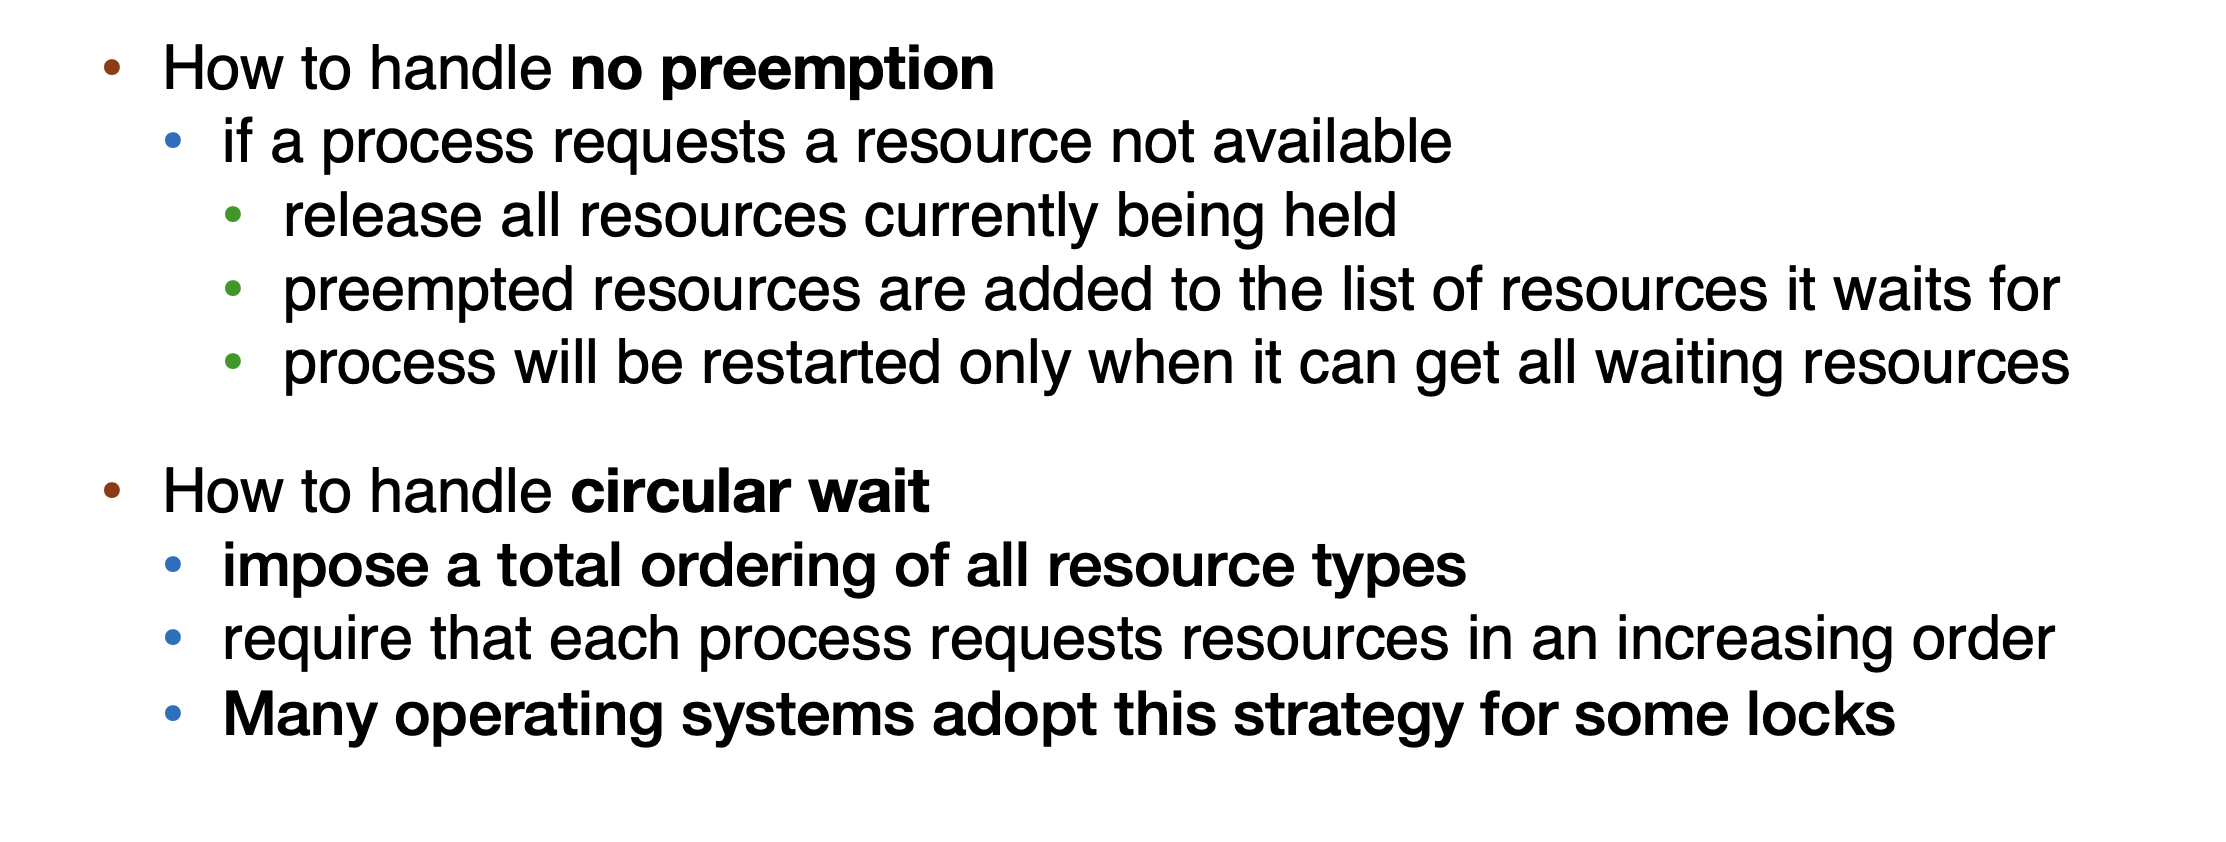 • How to handle no preemption
• if a process requests a resource not available
• release all resources currently being held
• preempted resources are added to the list of resources it waits for
• process will be restarted only when it can get all waiting resources
• How to handle circular wait
• impose a total ordering of all resource types
• require that each process requests resources in an increasing order
• Many operating systems adopt this strategy for some locks